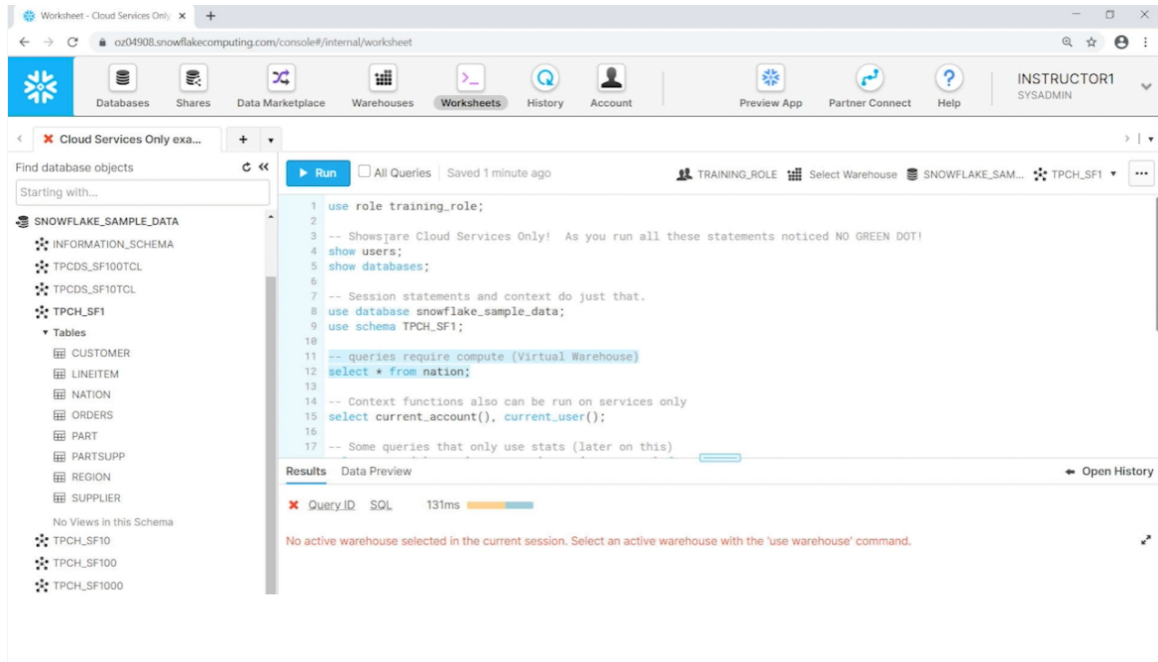 Worksheet - Cloud Services Only
oz04908.snowflakecomputing.com/console#/internal/worksheet
Databases Shares Data Marketplace Warehouses Worksheets History Account Preview App Partner Connect Help
INSTRUCTOR1
SYSADMIN
Cloud Services Only exa...
Find database objects
Starting with...
SNOWFLAKE_SAMPLE_DATA
INFORMATION_SCHEMA
TPCDS_SF100TCL
TPCDS_SF10TCL
TPCH_SF1
Tables
CUSTOMER
LINEITEM
NATION
ORDERS
PART
PARTSUPP
REGION
SUPPLIER
No Views in this Schema
TPCH_SF10
TPCH_SF100
TPCH_SF1000
Run All Queries Saved 1 minute ago TRAINING_ROLE Select Warehouse SNOWFLAKE_SAM... TPCH_SF1 ...
1 use role training_role;
2
3 -- Shows are Cloud Services Only! As you run all these statements noticed NO GREEN DOT!
4 show users;
5 show databases;
6
7 -- Session statements and context do just that.
8 use database snowflake_sample_data;
9 use schema TPCH_SF1;
10
11 -- queries require compute (Virtual Warehouse)
12 select * from nation;
13
14 -- Context functions also can be run on services only
15 select current_account(), current_user();
16
17 -- Some queries that only use stats (later on this)
Results Data Preview Open History
Query ID SQL 131ms
No active warehouse selected in the current session. Select an active warehouse with the 'use warehouse' command.